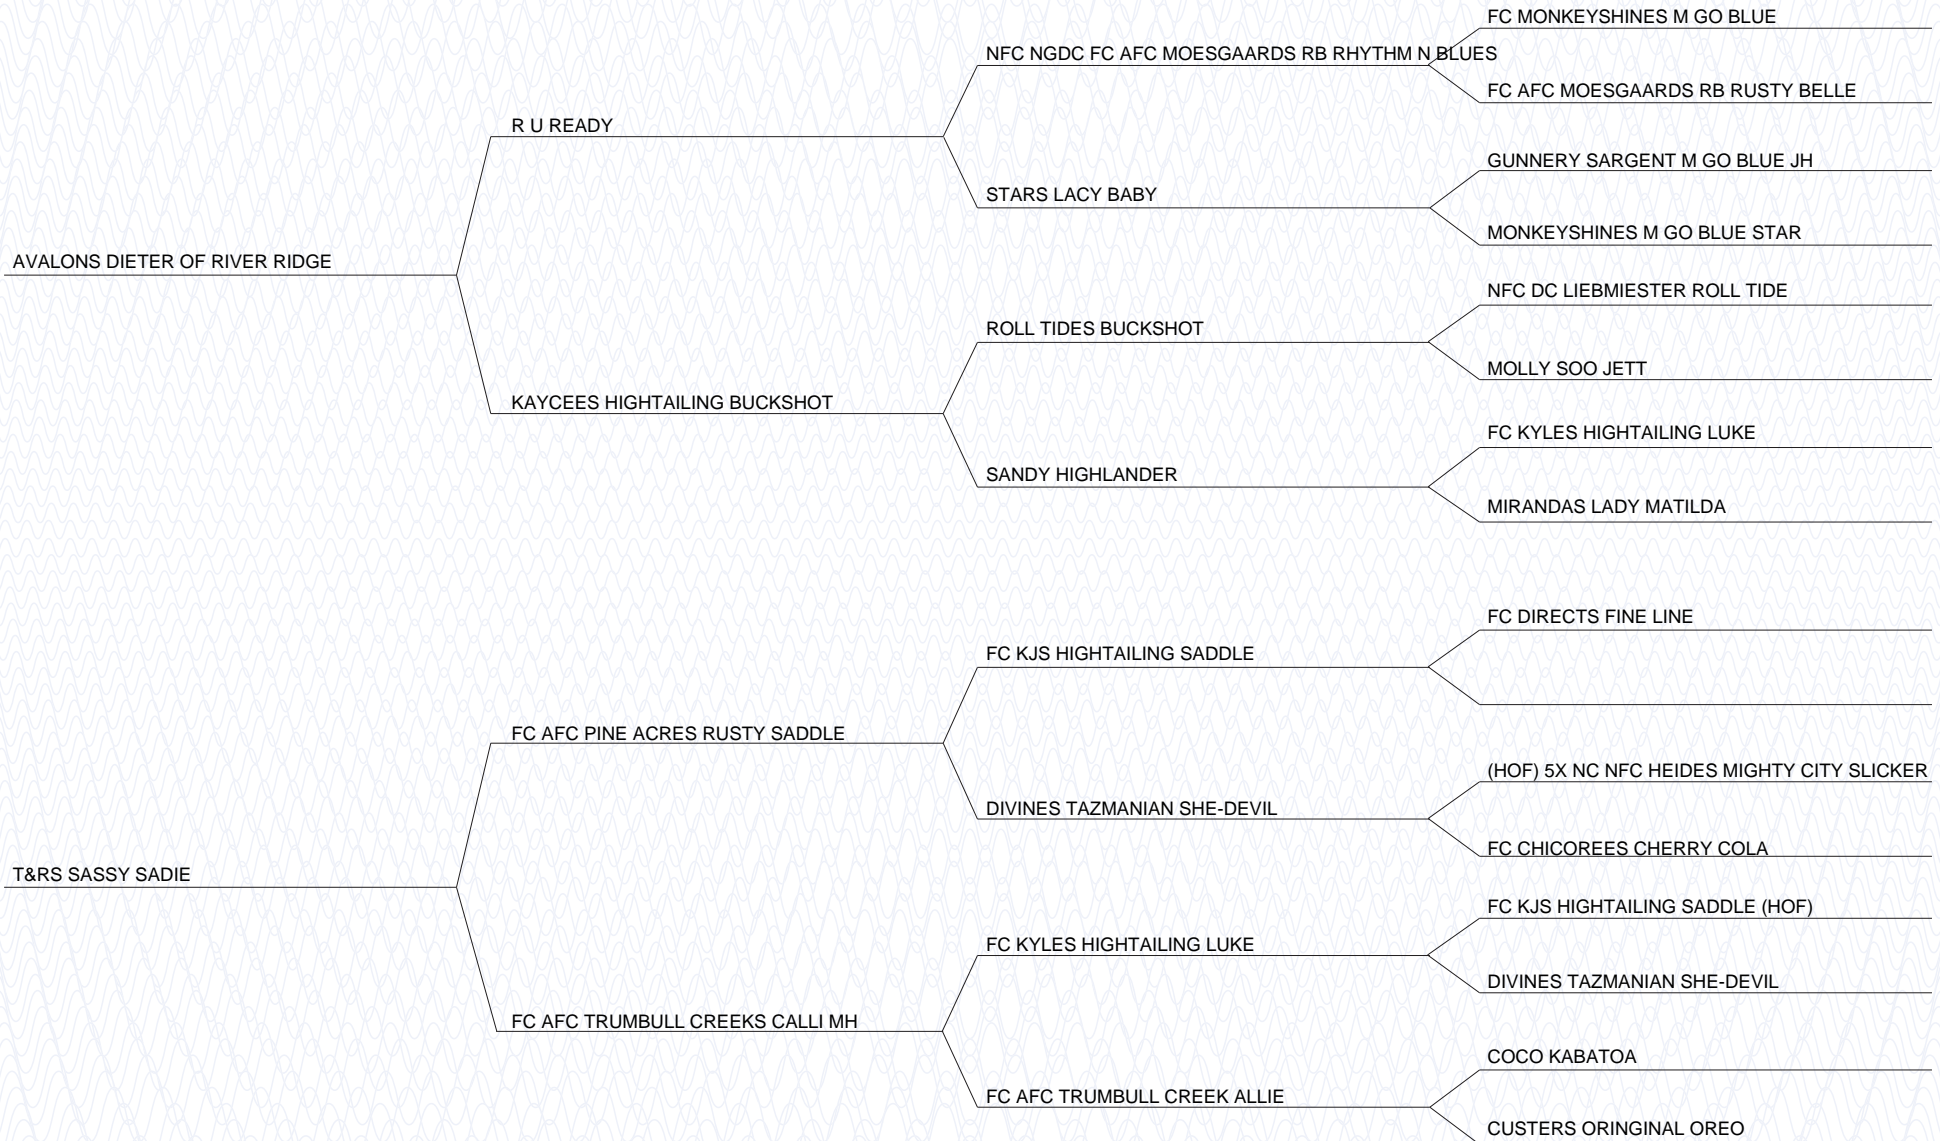 FC MONKEYSHINES M GO BLUE
NFC NGDC FC AFC MOESGAARDS RB RHYTHM N BLUES
FC AFC MOESGAARDS RB RUSTY BELLE
R U READY
GUNNERY SARGENT M GO BLUE JH
STARS LACY BABY
MONKEYSHINES M GO BLUE STAR
AVALONS DIETER OF RIVER RIDGE
NFC DC LIEBMIESTER ROLL TIDE
ROLL TIDES BUCKSHOT
MOLLY SOO JETT
KAYCEES HIGHTAILING BUCKSHOT
FC KYLES HIGHTAILING LUKE
SANDY HIGHLANDER
MIRANDAS LADY MATILDA
FC DIRECTS FINE LINE
FC KJS HIGHTAILING SADDLE
FC AFC PINE ACRES RUSTY SADDLE
(HOF) 5X NC NFC HEIDES MIGHTY CITY SLICKER
DIVINES TAZMANIAN SHE-DEVIL
FC CHICOREES CHERRY COLA
T&RS SASSY SADIE
FC KJS HIGHTAILING SADDLE (HOF)
FC KYLES HIGHTAILING LUKE
DIVINES TAZMANIAN SHE-DEVIL
FC AFC TRUMBULL CREEKS CALLI MH
COCO KABATOA
FC AFC TRUMBULL CREEK ALLIE
CUSTERS ORINGINAL OREO